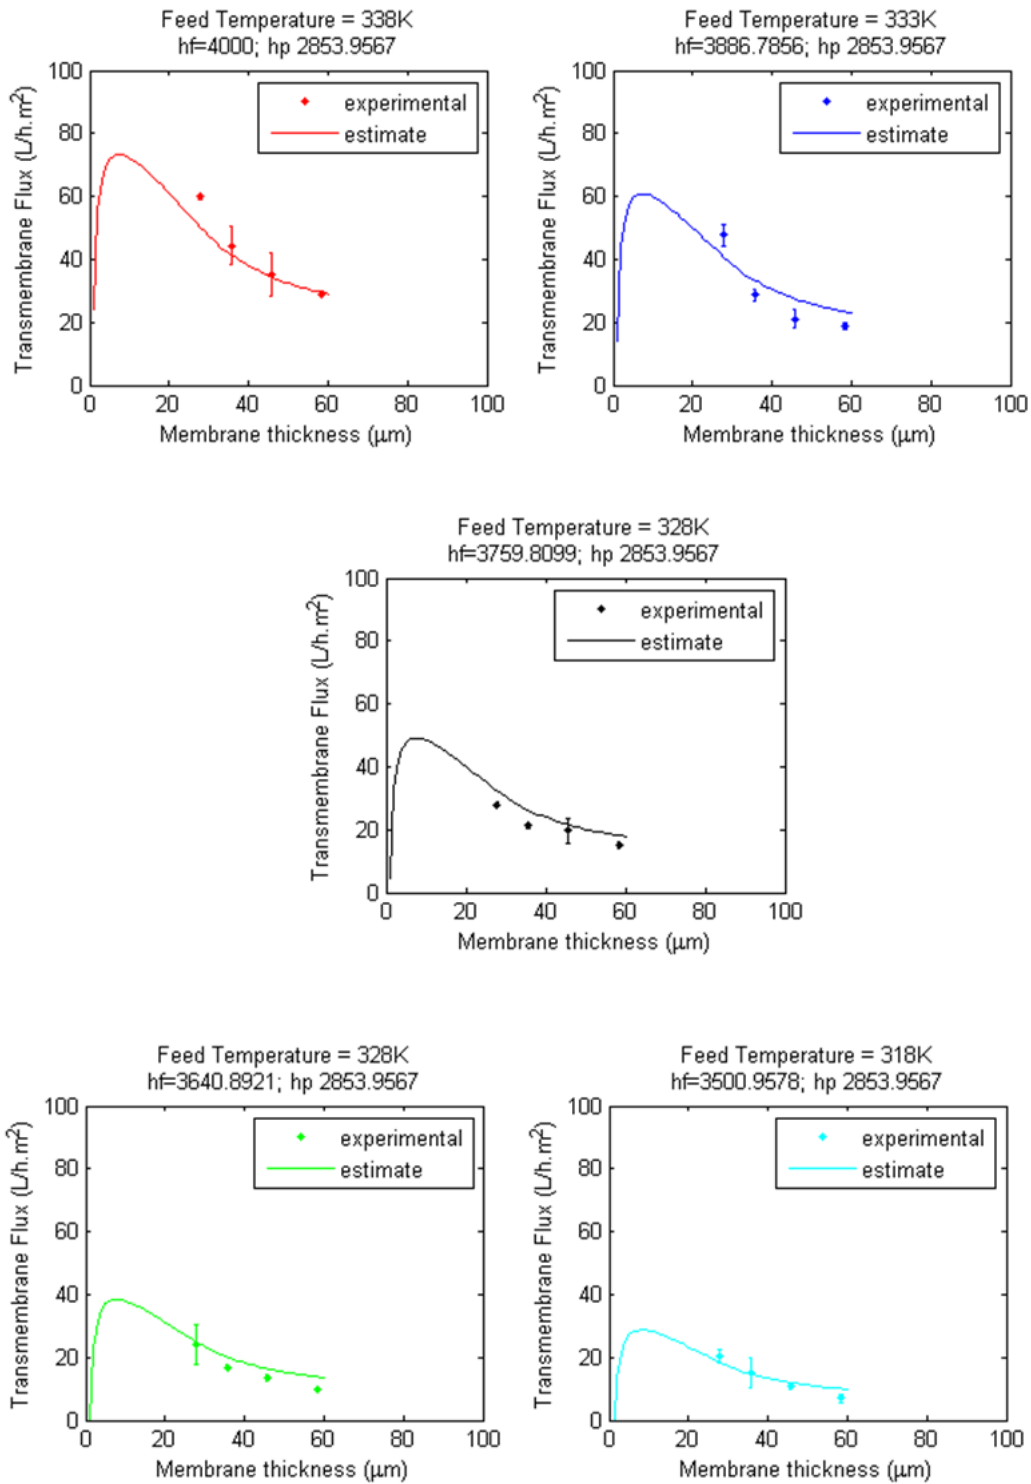 Feed Temperature = 338K
hf=4000; hp 2853.9567
Transmembrane Flux (L/h.m²)
100
80
60
40
20
0
experimental
estimate
0 20 40 60 80 100
Membrane thickness (μm)
Feed Temperature = 333K
hf=3886.7856; hp 2853.9567
Transmembrane Flux (L/h.m²)
100
80
60
40
20
0
experimental
estimate
0 20 40 60 80 100
Membrane thickness (μm)
Feed Temperature = 328K
hf=3759.8099; hp 2853.9567
Transmembrane Flux (L/h.m²)
100
80
60
40
20
0
experimental
estimate
0 20 40 60 80 100
Membrane thickness (μm)
Feed Temperature = 328K
hf=3640.8921; hp 2853.9567
Transmembrane Flux (L/h.m²)
100
80
60
40
20
0
experimental
estimate
0 20 40 60 80 100
Membrane thickness (μm)
Feed Temperature = 318K
hf=3500.9578; hp 2853.9567
Transmembrane Flux (L/h.m²)
100
80
60
40
20
0
experimental
estimate
0 20 40 60 80 100
Membrane thickness (μm)